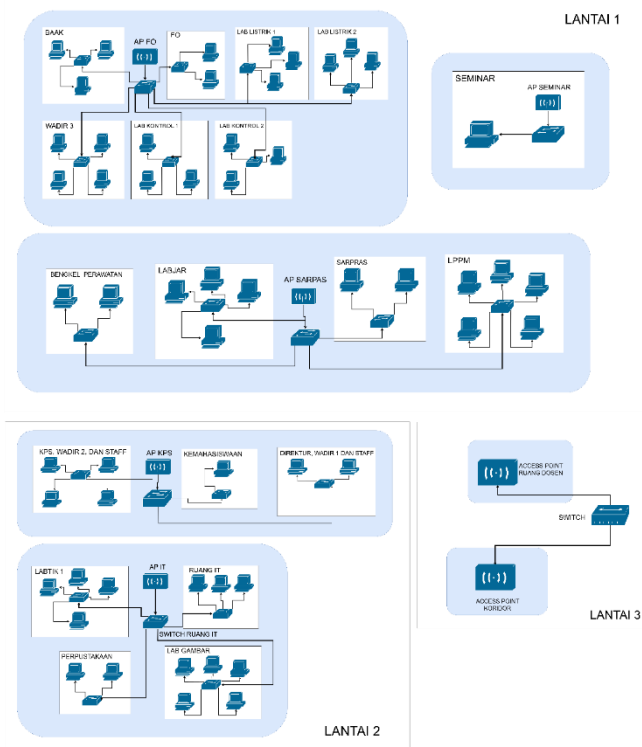 LANTAI 1
BAAK
AP FO
FO
LAB LISTRIK 1
LAB LISTRIK 2
WADIR 3
LAB KONTROL 1
LAB KONTROL 2
SEMINAR
AP SEMINAR
BENGKEL PERAWATAN
LABJAR
AP SARPAS
SARPRAS
LPPM
KPS, WADIR 2, DAN STAFF
AP KPS
KEMAHASISWAAN
DIREKTUR, WADIR 1 DAN STAFF
LABTIK 1
AP IT
RUANG IT
SWITCH RUANG IT
PERPUSTAKAAN
LAB GAMBAR
LANTAI 2
ACCESS POINT
RUANG DOSEN
SWITCH
ACCESS POINT
KORIDOR
LANTAI 3